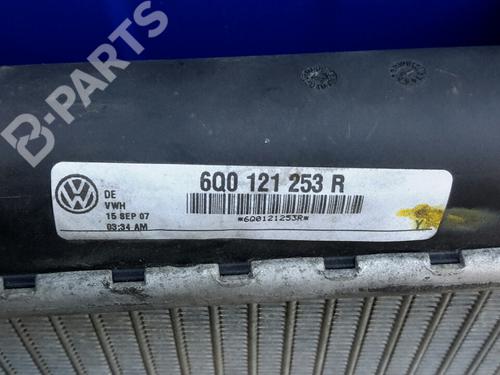 B-PARTS
6Q0 121 253 R
DE
VWH
15 SEP 07
03:34 AM
*6Q0121253R*